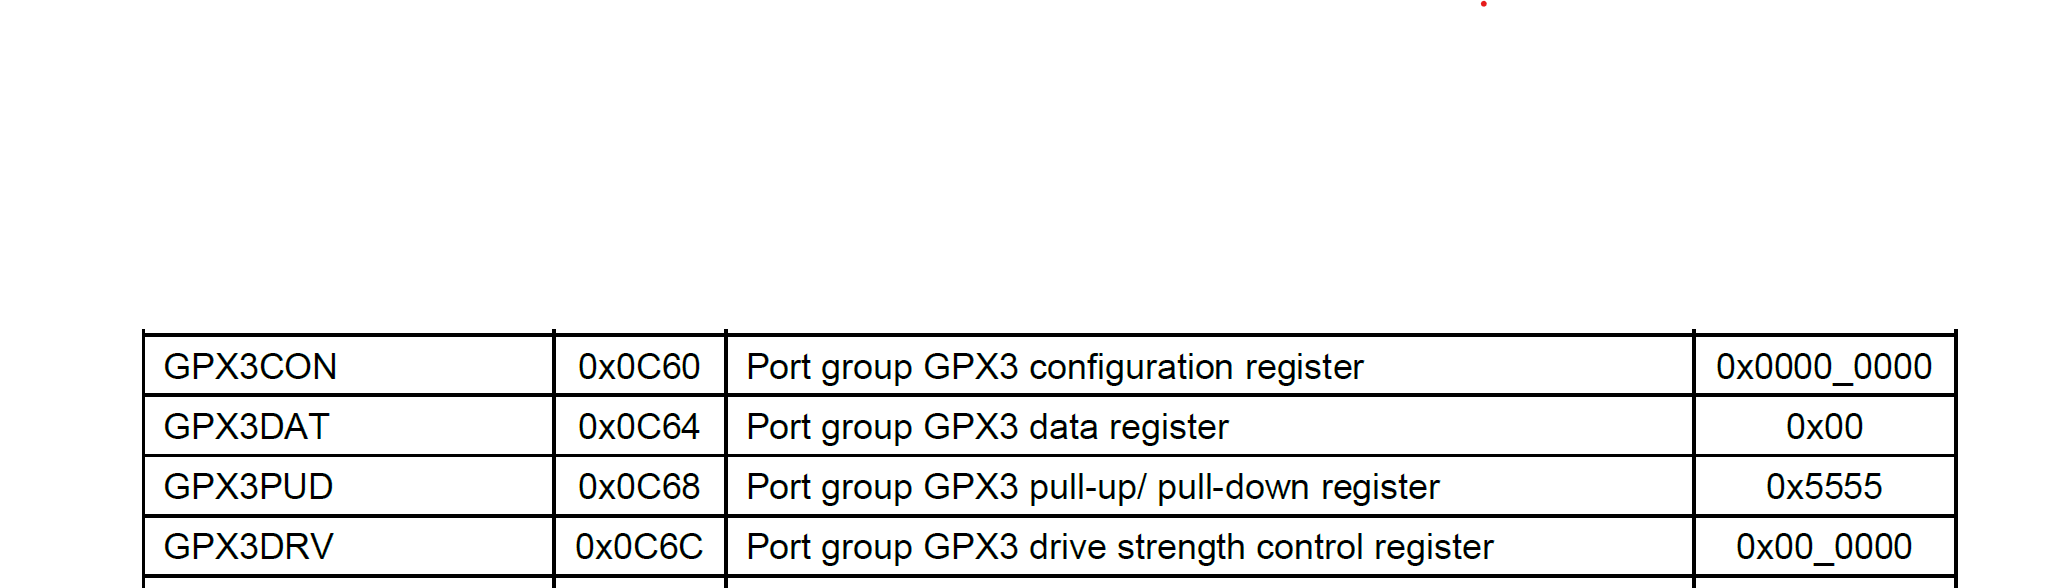 GPX3CON 0x0C60 Port group GPX3 configuration register 0x0000_0000
GPX3DAT 0x0C64 Port group GPX3 data register 0x00
GPX3PUD 0x0C68 Port group GPX3 pull-up/ pull-down register 0x5555
GPX3DRV 0x0C6C Port group GPX3 drive strength control register 0x00_0000